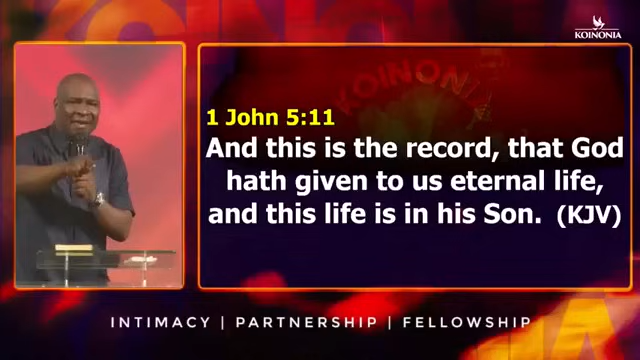 KOINONIA
KOINONIA
1 John 5:11
And this is the record, that God
hath given to us eternal life,
and this life is in his Son. (KJV)
INTIMACY | PARTNERSHIP | FELLOWSHIP